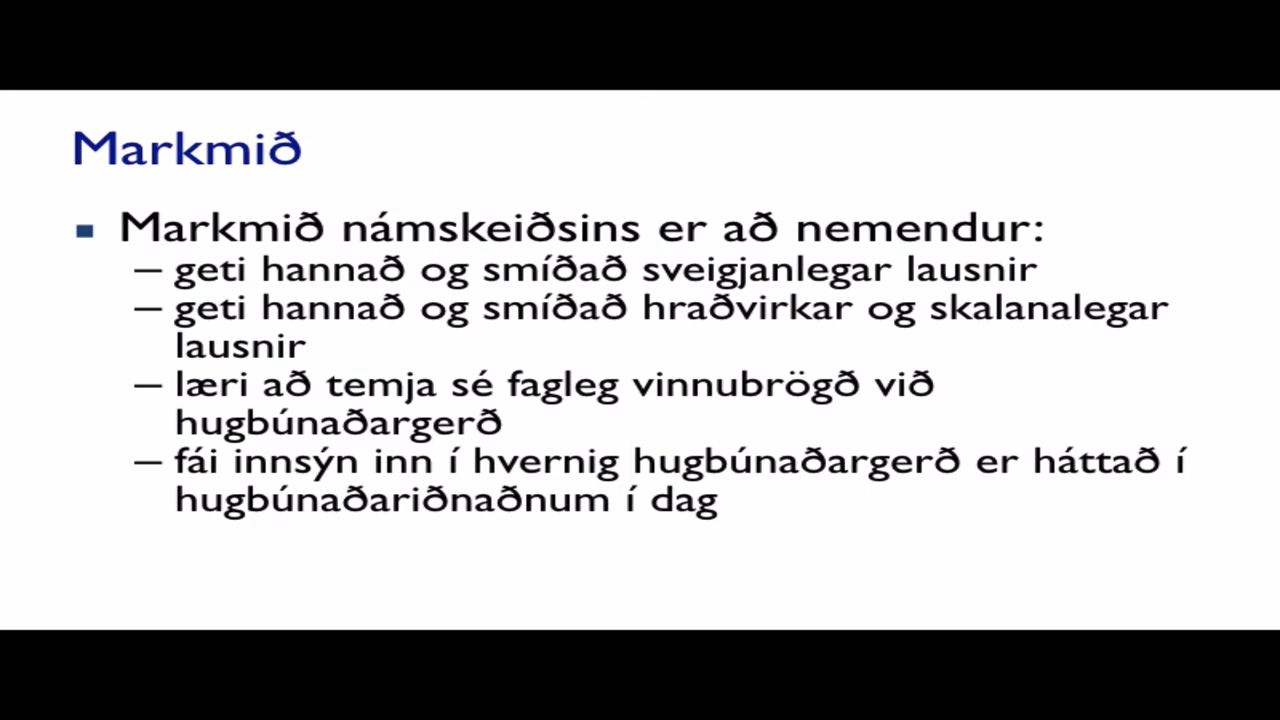 Markmið
▪ Markmið námskeiðsins er að nemendur:
– geti hannað og smíðað sveigjanlegar lausnir
– geti hannað og smíðað hraðvirkar og skalanalegar
lausnir
– læri að temja sé fagleg vinnubrögð við
hugbúnaðargerð
– fái innsýn inn í hvernig hugbúnaðargerð er háttað í
hugbúnaðariðnaðnum í dag